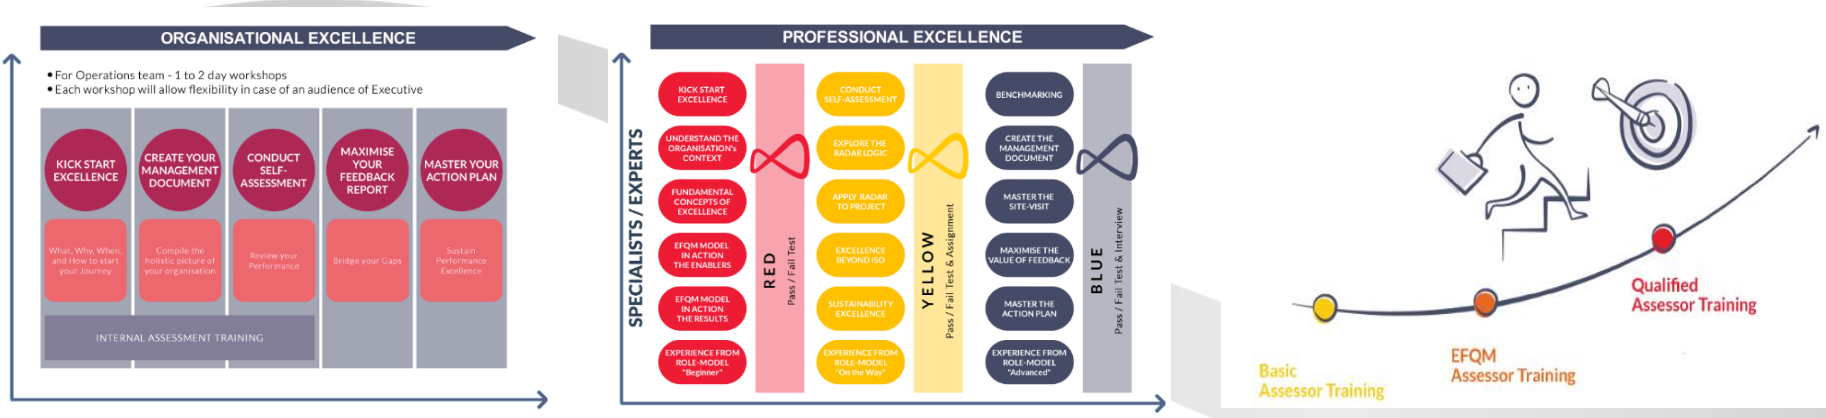 ORGANISATIONAL EXCELLENCE
• For Operations team - 1 to 2 day workshops
• Each workshop will allow flexibility in case of an audience of Executive
KICK START
EXCELLENCE
CREATE YOUR
MANAGEMENT
DOCUMENT
CONDUCT
SELF-
ASSESSMENT
MAXIMISE
YOUR
FEEDBACK
REPORT
MASTER YOUR
ACTION PLAN
What, Why, When,
and How to start
your Journey
Compile the
holistic picture of
your organisation
Review your
Performance
Bridge your Gaps
Sustain
Performance
Excellence
INTERNAL ASSESSMENT TRAINING
PROFESSIONAL EXCELLENCE
SPECIALISTS / EXPERTS
KICK START
EXCELLENCE
UNDERSTAND THE
ORGANISATION's
CONTEXT
FUNDAMENTAL
CONCEPTS OF
EXCELLENCE
EFQM MODEL
IN ACTION
THE ENABLERS
EFQM MODEL
IN ACTION
THE RESULTS
EXPERIENCE FROM
ROLE-MODEL
"Beginner"
RED
Pass / Fail Test
CONDUCT
SELF-ASSESSMENT
EXPLORE THE
RADAR LOGIC
APPLY RADAR
TO PROJECT
EXCELLENCE
BEYOND ISO
SUSTAINABILITY
EXCELLENCE
EXPERIENCE FROM
ROLE-MODEL
"On the Way"
YELLOW
Pass / Fail Test & Assignment
BENCHMARKING
CREATE THE
MANAGEMENT
DOCUMENT
MASTER THE
SITE-VISIT
MAXIMISE THE
VALUE OF FEEDBACK
MASTER THE
ACTION PLAN
EXPERIENCE FROM
ROLE-MODEL
"Advanced"
BLUE
Pass / Fail Test & Interview
Basic
Assessor Training
EFQM
Assessor Training
Qualified
Assessor Training